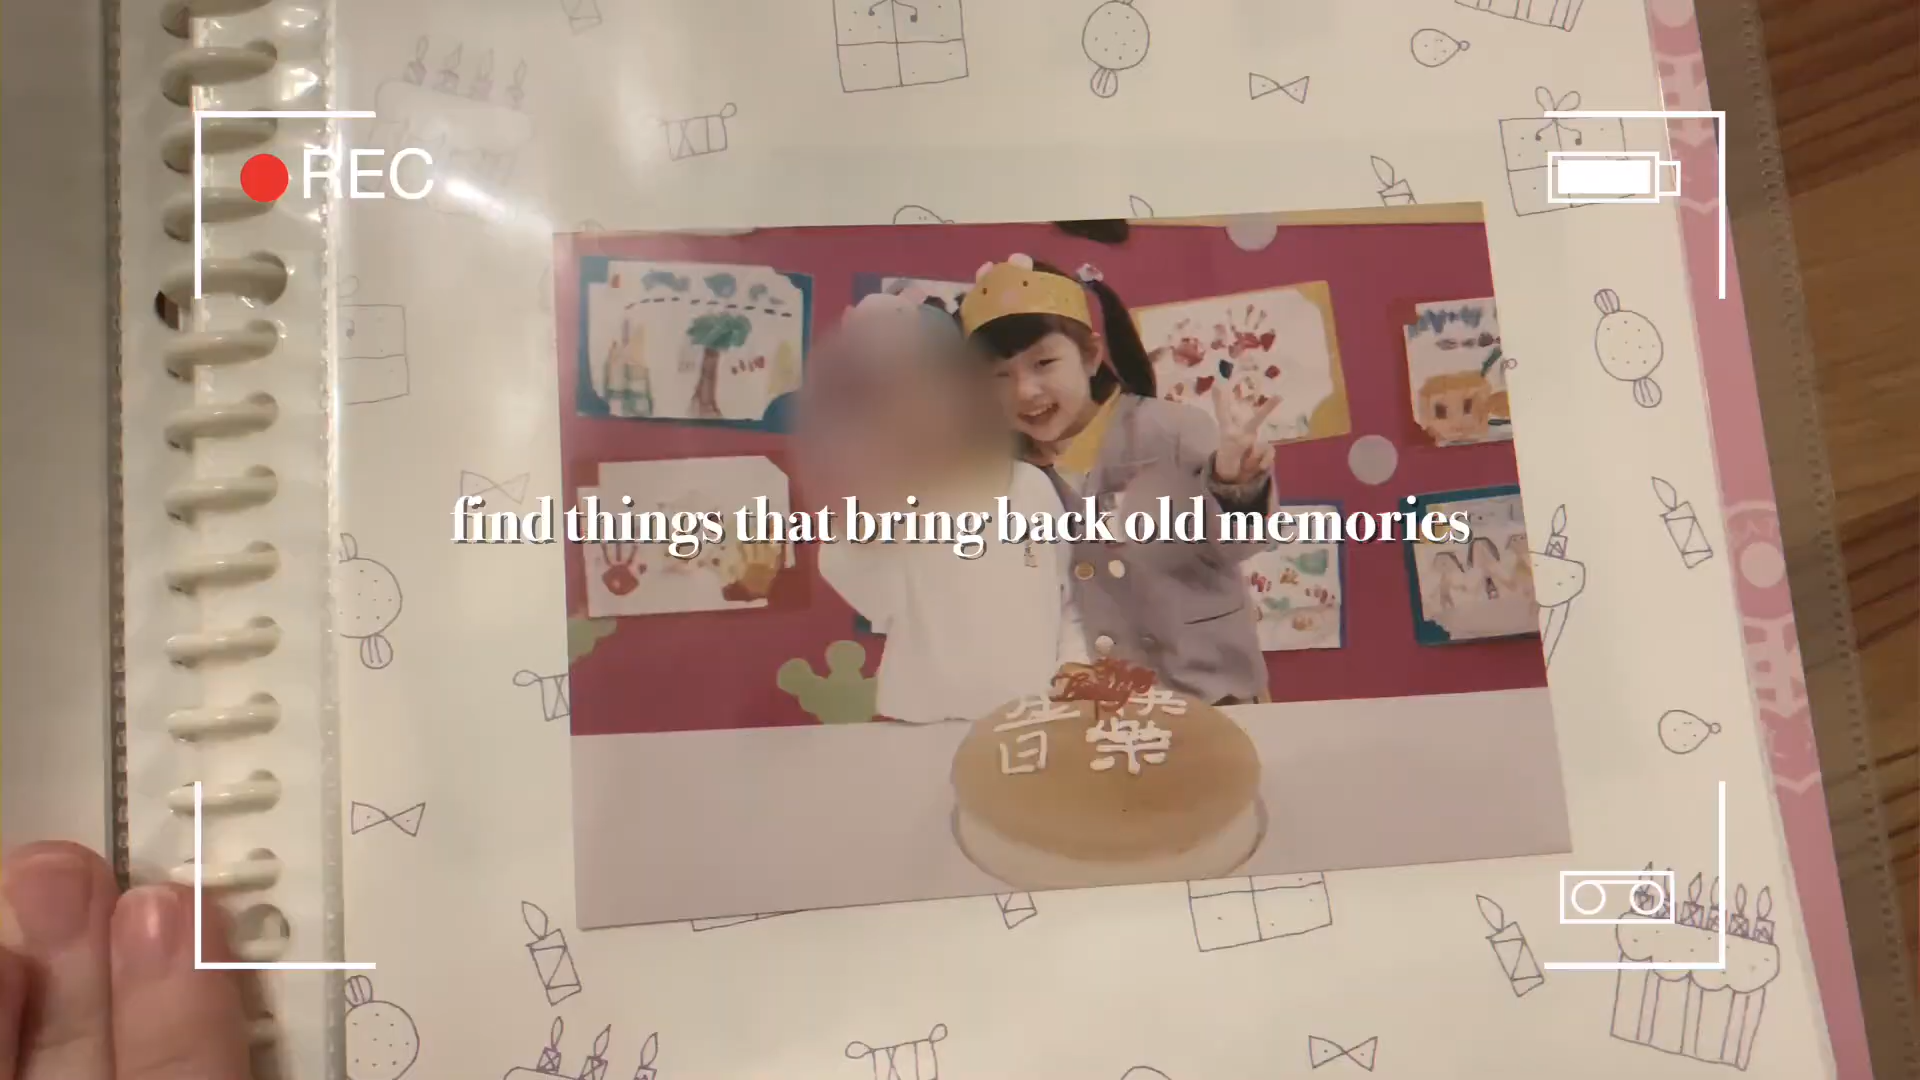 REC
find things that bring back old memories
生 快
日 樂